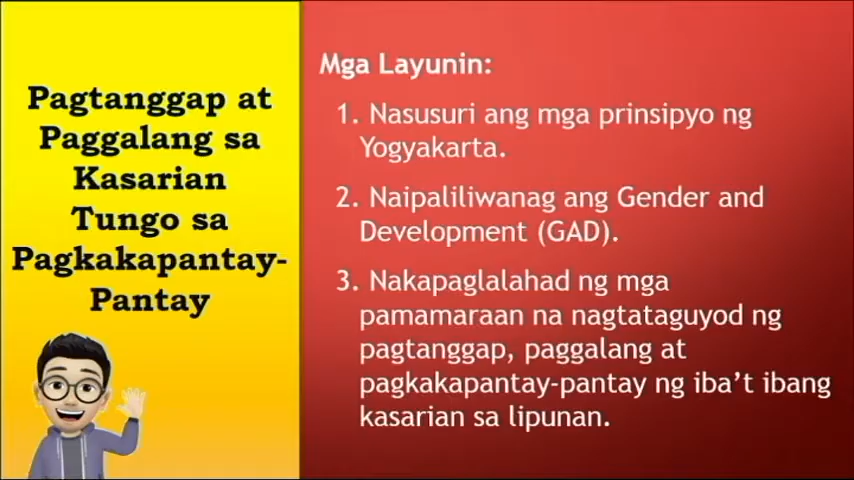 Pagtanggap at
Paggalang sa
Kasarian
Tungo sa
Pagkakapantay-
Pantay
Mga Layunin:
1. Nasusuri ang mga prinsipyo ng
Yogyakarta.
2. Naipaliliwanag ang Gender and
Development (GAD).
3. Nakapaglalahad ng mga
pamamaraan na nagtataguyod ng
pagtanggap, paggalang at
pagkakapantay-pantay ng iba't ibang
kasarian sa lipunan.